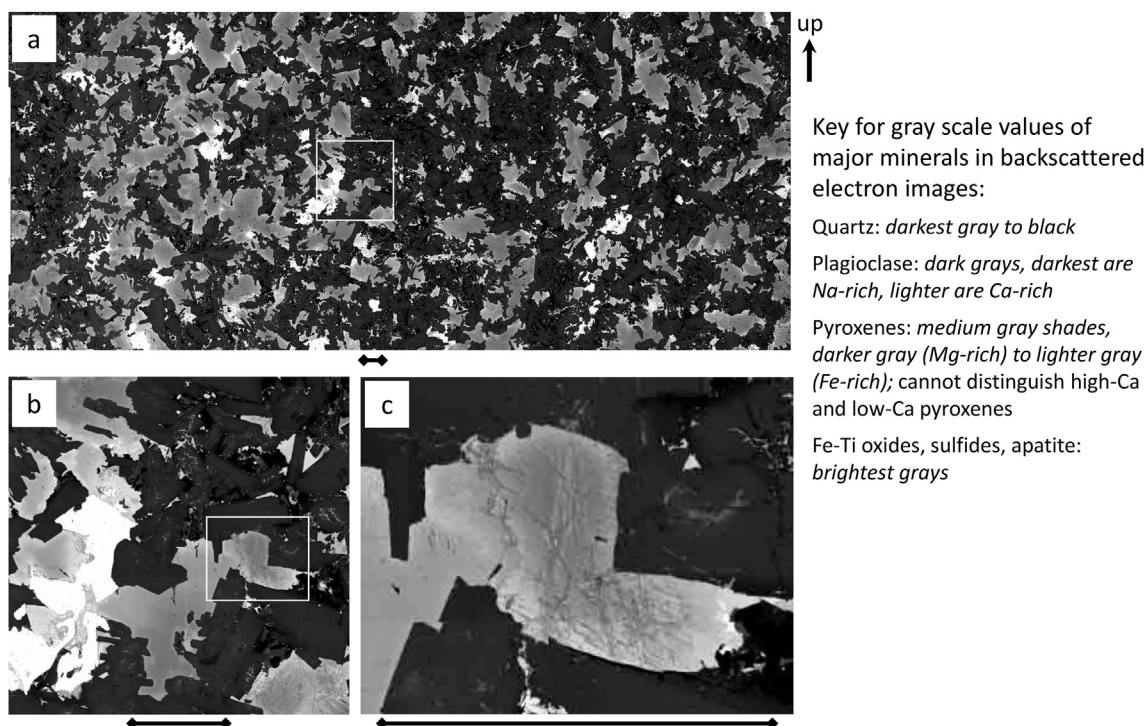 a
up
Key for gray scale values of
major minerals in backscattered
electron images:
Quartz: darkest gray to black
Plagioclase: dark grays, darkest are
Na-rich, lighter are Ca-rich
Pyroxenes: medium gray shades,
darker gray (Mg-rich) to lighter gray
(Fe-rich); cannot distinguish high-Ca
and low-Ca pyroxenes
Fe-Ti oxides, sulfides, apatite:
brightest grays
b
c